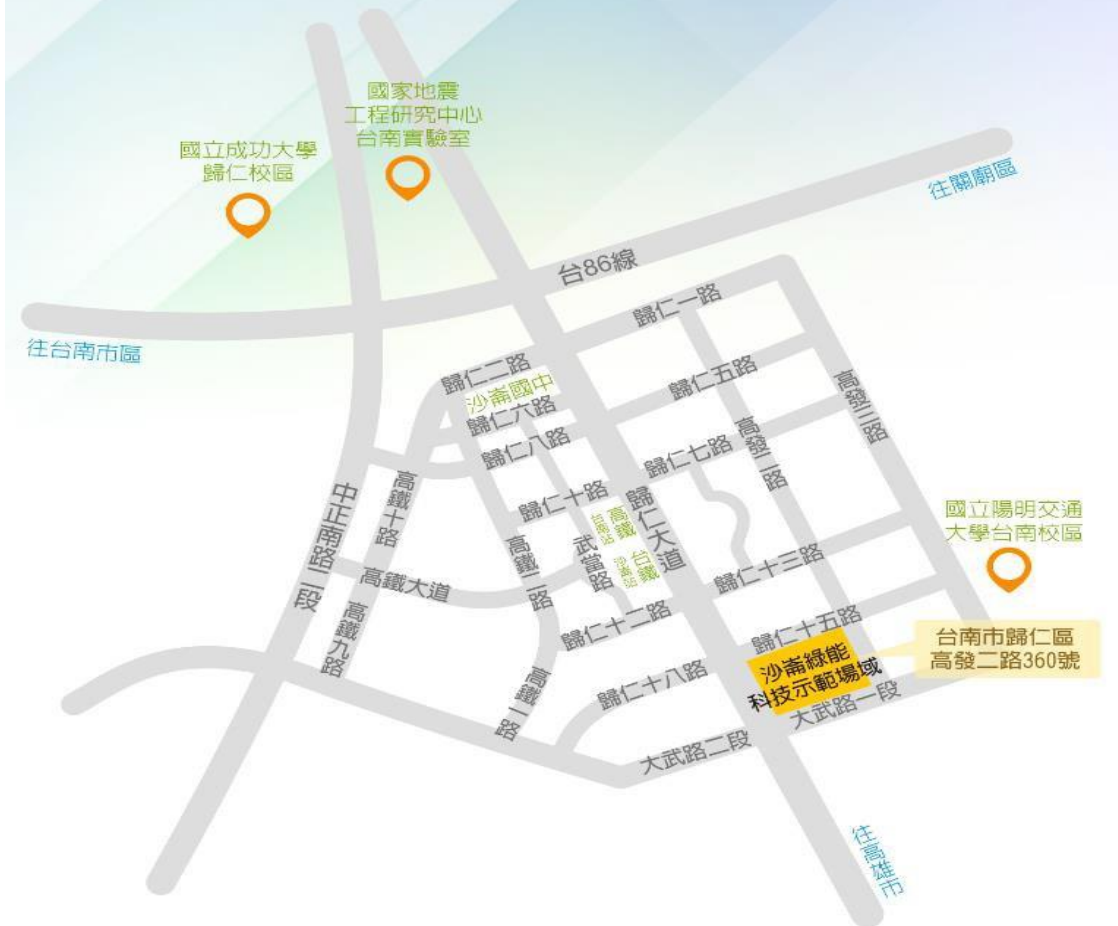 國家地震
工程研究中心
台南實驗室
國立成功大學
歸仁校區
往關廟區
台86線
往台南市區
歸仁一路
歸仁二路
沙崙國中
歸仁六路
歸仁五路
歸仁八路
高發三路
高發二路
歸仁七路
歸仁十路
高鐵十路
中正南路二段
高鐵
台南站
歸仁大道
武當路
台鐵
沙崙站
高鐵二路
國立陽明交通
大學台南校區
歸仁十三路
高鐵大道
高鐵九路
歸仁十二路
歸仁十五路
台南市歸仁區
高發二路360號
沙崙綠能
科技示範場域
歸仁十八路
高鐵一路
大武路一段
大武路二段
往高雄市